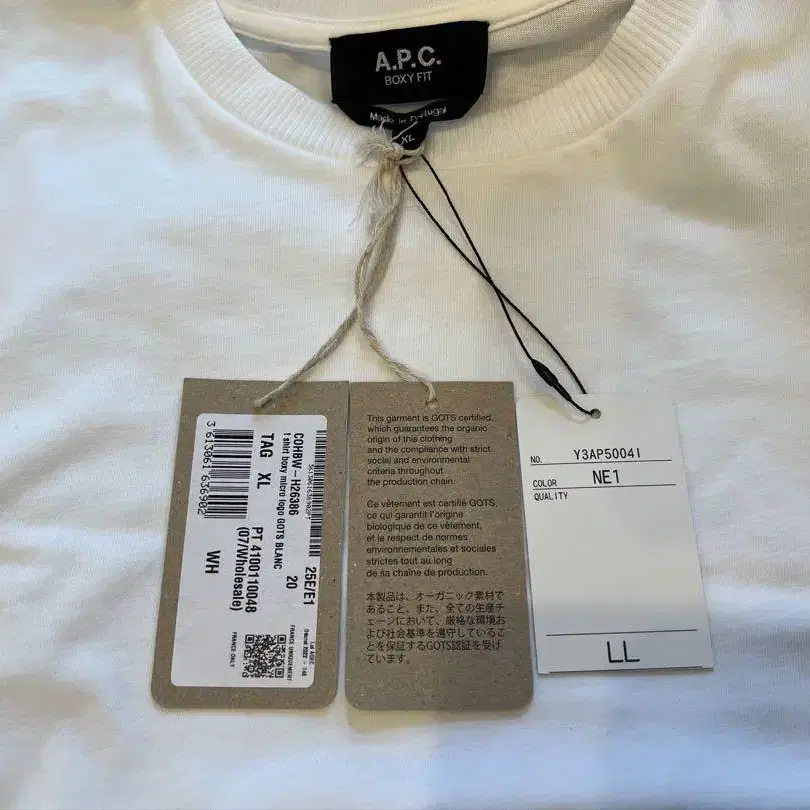 A.P.C.
BOXY FIT
Made in Portugal
XL
25E/E1
COHBW-H26386
t shirt boxy micro logo GOTS BLANC
20
TAG XL
PT 4100110048
(07/Wholesale)
WH
3 613061 636902
FRANCE UNIQUEMENT
FRANCE ONLY
This garment is GOTS certified,
which guarantees the organic
origin of this clothing
and the compliance with strict
social and environmental
criteria throughout
the production chain.
Ce vêtement est certifié GOTS,
ce qui garantit l'origine
biologique de ce vêtement,
et le respect de normes
environnementales et sociales
strictes tout au long
de sa chaîne de production.
本製品は、オーガニック素材で
あること、また、全ての生産チ
ェーンにおいて、厳格な環境お
よび社会基準を遵守しているこ
とを保証するGOTS認証を受け
ています。
NO. Y3AP5004I
COLOR NE1
QUALITY
LL